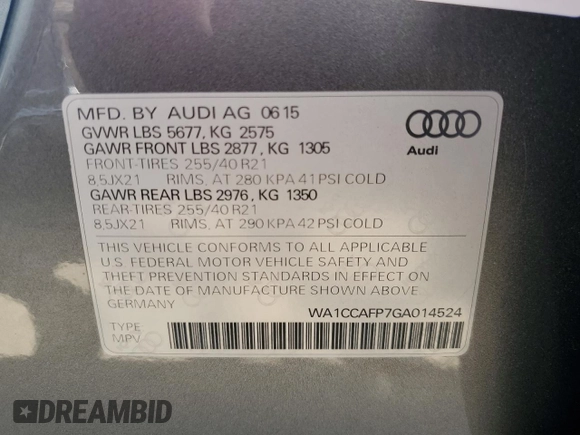 MFD. BY AUDI AG 06 15
GVWR LBS 5677, KG 2575
GAWR FRONT LBS 2877, KG 1305
FRONT-TIRES 255/40 R21
8,5JX21 RIMS, AT 280 KPA 41 PSI COLD
GAWR REAR LBS 2976, KG 1350
REAR-TIRES 255/40 R21
8,5JX21 RIMS, AT 290 KPA 42 PSI COLD
Audi
THIS VEHICLE CONFORMS TO ALL APPLICABLE
U.S. FEDERAL MOTOR VEHICLE SAFETY AND
THEFT PREVENTION STANDARDS IN EFFECT ON
THE DATE OF MANUFACTURE SHOWN ABOVE.
GERMANY
WA1CCAFP7GA014524
TYPE
MPV
DREAMBID